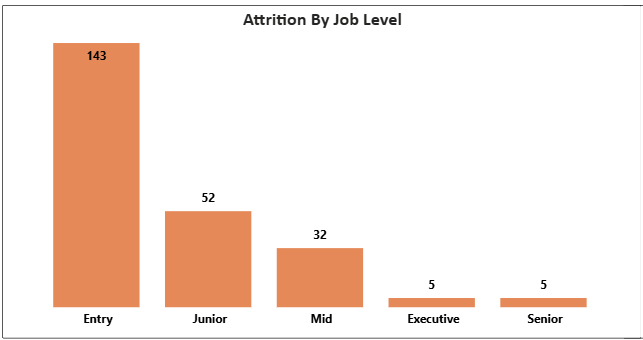 Attrition By Job Level
143
52
32
5
5
Entry
Junior
Mid
Executive
Senior